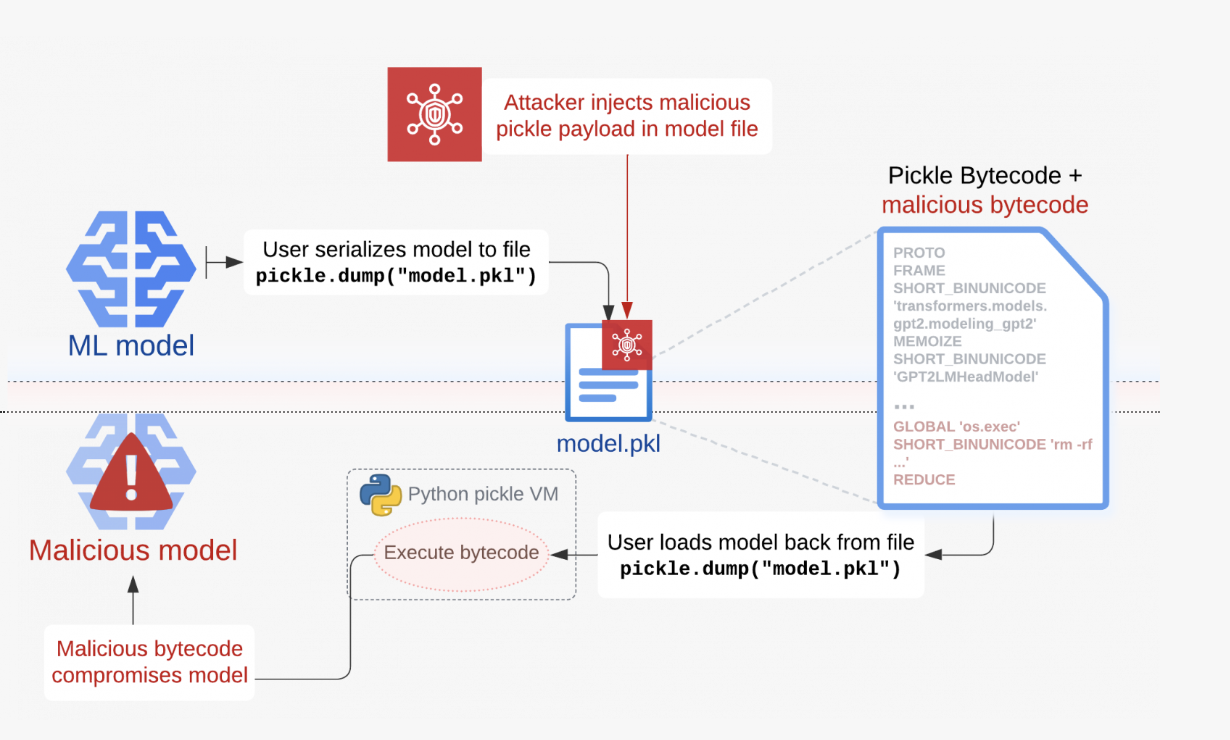 Attacker injects malicious
pickle payload in model file
Pickle Bytecode +
malicious bytecode
User serializes model to file
pickle.dump("model.pkl")
ML model
PROTO
FRAME
SHORT_BINUNICODE
'transformers.models.
gpt2.modeling_gpt2'
MEMOIZE
SHORT_BINUNICODE
'GPT2LMHeadModel'
...
GLOBAL 'os.exec'
SHORT_BINUNICODE 'rm -rf
...'
REDUCE
model.pkl
Python pickle VM
Execute bytecode
User loads model back from file
pickle.dump("model.pkl")
Malicious model
Malicious bytecode
compromises model